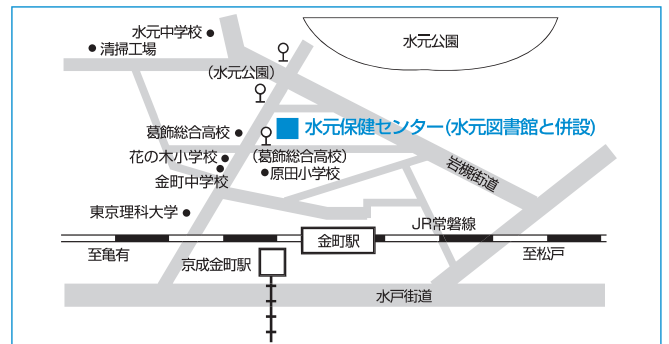 水元中学校
清掃工場
水元公園
(水元公園)
水元保健センター(水元図書館と併設)
葛飾総合高校
花の木小学校
(葛飾総合高校)
金町中学校
原田小学校
岩槻街道
東京理科大学
JR常磐線
金町駅
至亀有
至松戸
京成金町駅
水戸街道